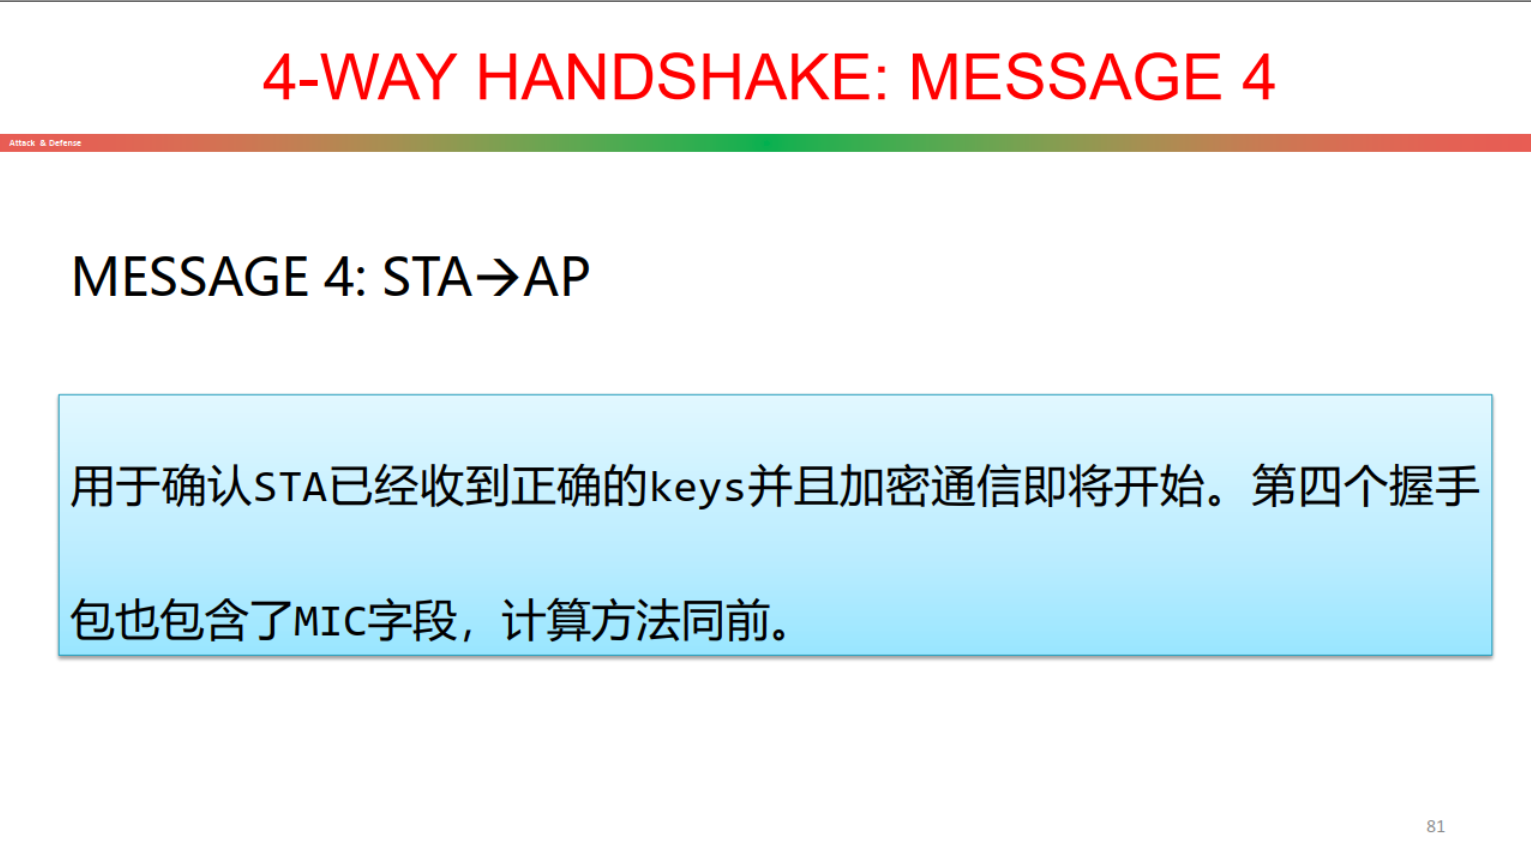 4-WAY HANDSHAKE: MESSAGE 4
Attack & Defense
MESSAGE 4: STA→AP
用于确认STA已经收到正确的keys并且加密通信即将开始。第四个握手
包也包含了MIC字段，计算方法同前。
81